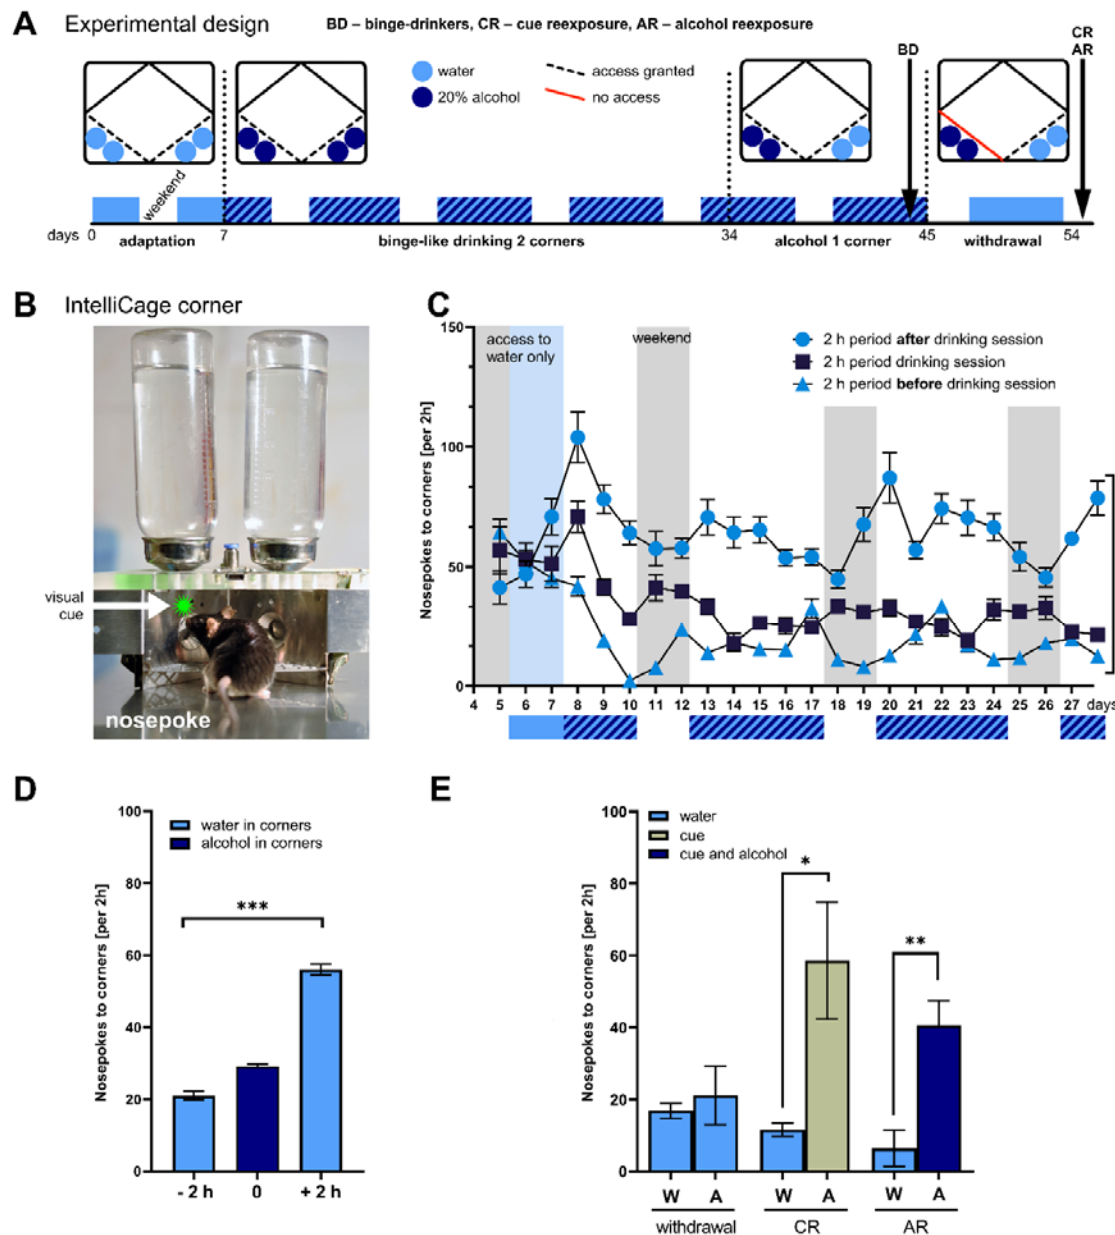 A Experimental design
BD – binge-drinkers, CR – cue reexposure, AR – alcohol reexposure
CR
AR
BD
water
20% alcohol
access granted
no access
weekend
days 0 7 34 45 54
adaptation binge-like drinking 2 corners alcohol 1 corner withdrawal
B IntelliCage corner
visual
cue
nosepoke
C
access to
water only
weekend
2 h period after drinking session
2 h period drinking session
2 h period before drinking session
Nosepokes to corners [per 2h]
150
100
50
0
4 5 6 7 8 9 10 11 12 13 14 15 16 17 18 19 20 21 22 23 24 25 26 27 days
D
water in corners
alcohol in corners
Nosepokes to corners [per 2h]
100
80
60
40
20
0
***
- 2 h 0 + 2 h
E
water
cue
cue and alcohol
Nosepokes to corners [per 2h]
100
80
60
40
20
0
*
**
W A W A W A
withdrawal CR AR